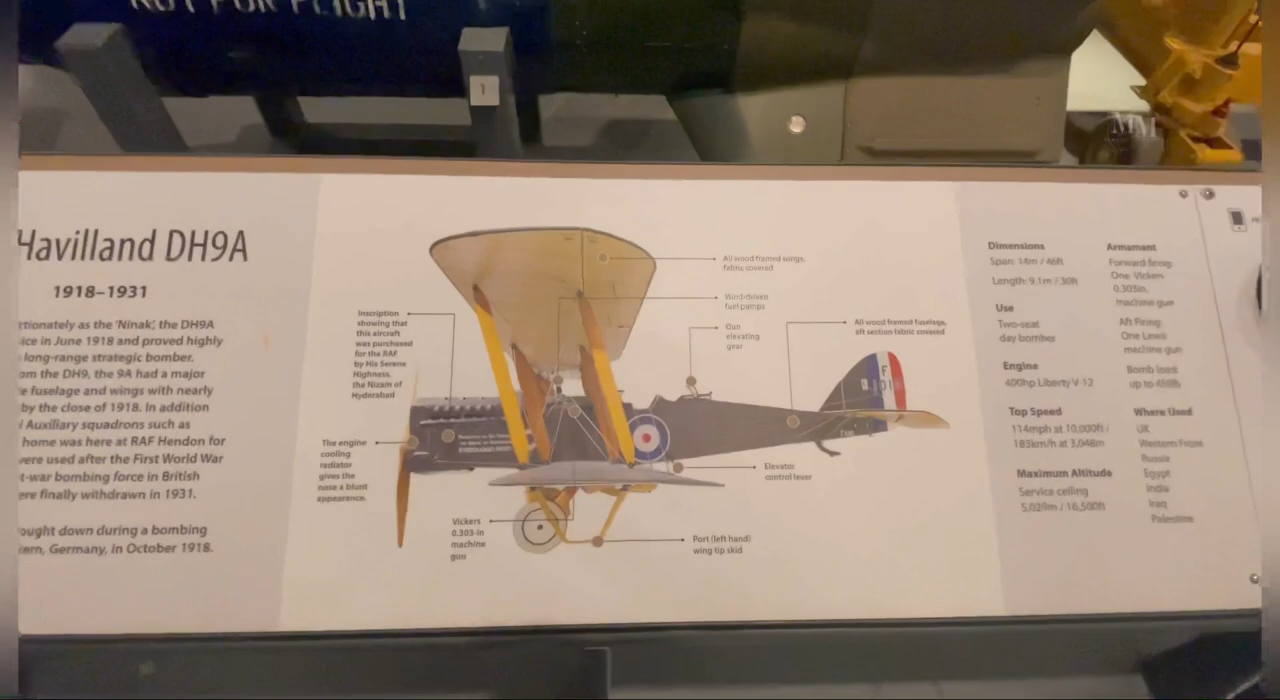 NOT FOR FLIGHT
1
MM
Havilland DH9A
1918–1931
rtionately as the 'Ninak', the DH9A
ice in June 1918 and proved highly
long-range strategic bomber.
om the DH9, the 9A had a major
e fuselage and wings with nearly
by the close of 1918. In addition
l Auxiliary squadrons such as
home was here at RAF Hendon for
were used after the First World War
t-war bombing force in British
ere finally withdrawn in 1931.
ought down during a bombing
ern, Germany, in October 1918.
Inscription
showing that
this aircraft
was purchased
for the RAF
by His Serene
Highness,
the Nizam of
Hyderabad
The engine
cooling
radiator
gives the
nose a blunt
appearance.
Vickers
0.303-in
machine
gun
All wood framed wings,
fabric covered
Wind-driven
fuel pumps
Gun
elevating
gear
All wood framed fuselage,
aft section fabric covered
Elevator
control lever
Port (left hand)
wing tip skid
F
1010
Dimensions
Span: 14m / 46ft
Length: 9.1m / 30ft
Use
Two-seat
day bomber
Engine
400hp Liberty V-12
Top Speed
114mph at 10,000ft /
183km/h at 3,048m
Maximum Altitude
Service ceiling
5,029m / 16,500ft
Armamant
Forward firing:
One Vickers
0.303in.
machine gun
Aft Firing:
One Lewis
machine gun
Bomb load:
up to
Where Used
UK
Western Front
Russia
Egypt
India
Iraq
Palestine